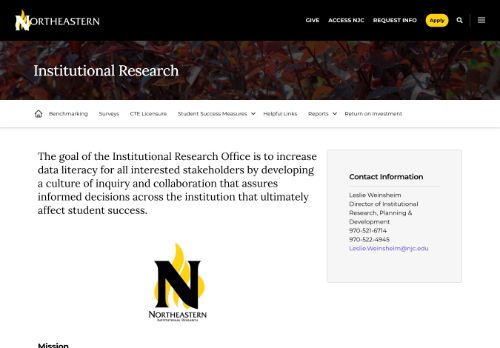 NORTHEASTERN
GIVE ACCESS NJC REQUEST INFO Apply
Institutional Research
Benchmarking Surveys CTE Licensure Student Success Measures Helpful Links Reports Return on Investment
The goal of the Institutional Research Office is to increase
data literacy for all interested stakeholders by developing
a culture of inquiry and collaboration that assures
informed decisions across the institution that ultimately
affect student success.
Contact Information
Leslie Weinsheim
Director of Institutional
Research, Planning &
Development
970-521-6714
970-522-4945
Leslie.Weinsheim@njc.edu
N
NORTHEASTERN
INSTITUTIONAL RESEARCH
Mission